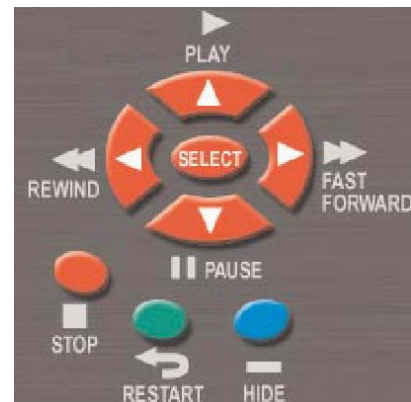 PLAY
SELECT
REWIND
FAST
FORWARD
PAUSE
STOP
RESTART
HIDE